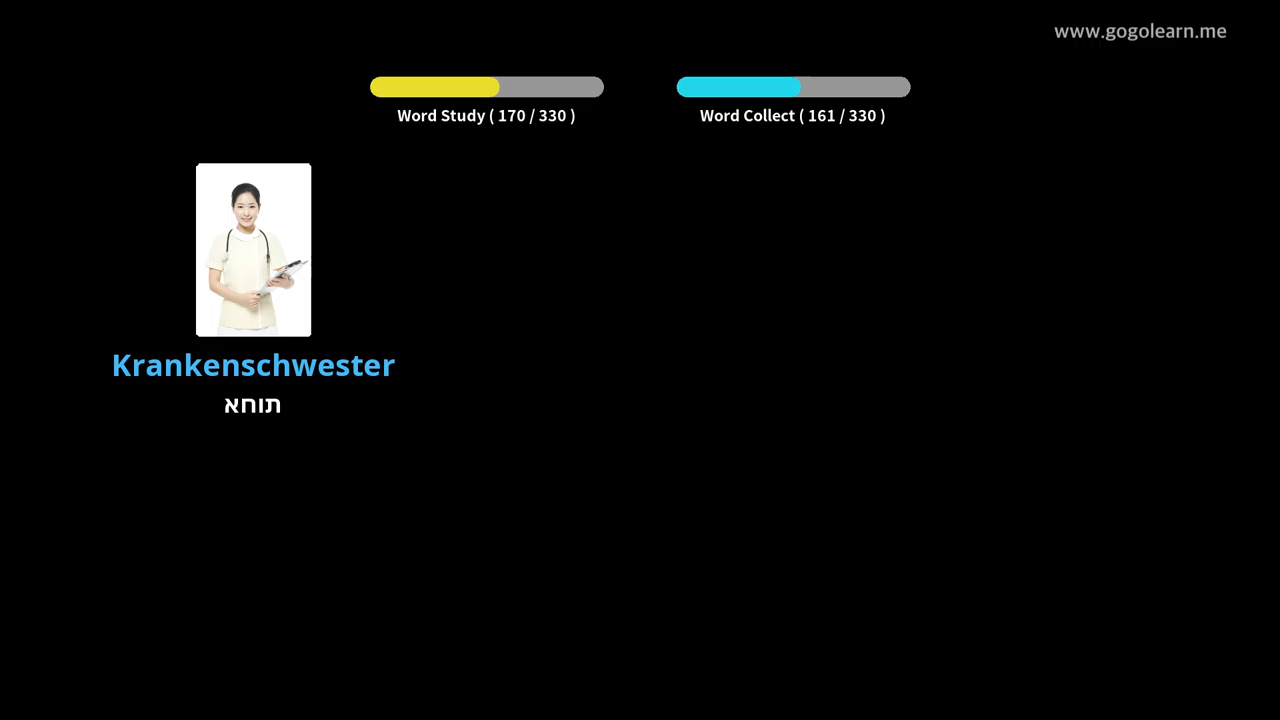 www.gogolearn.me
Word Study ( 170 / 330 )
Word Collect ( 161 / 330 )
Krankenschwester
תוחא